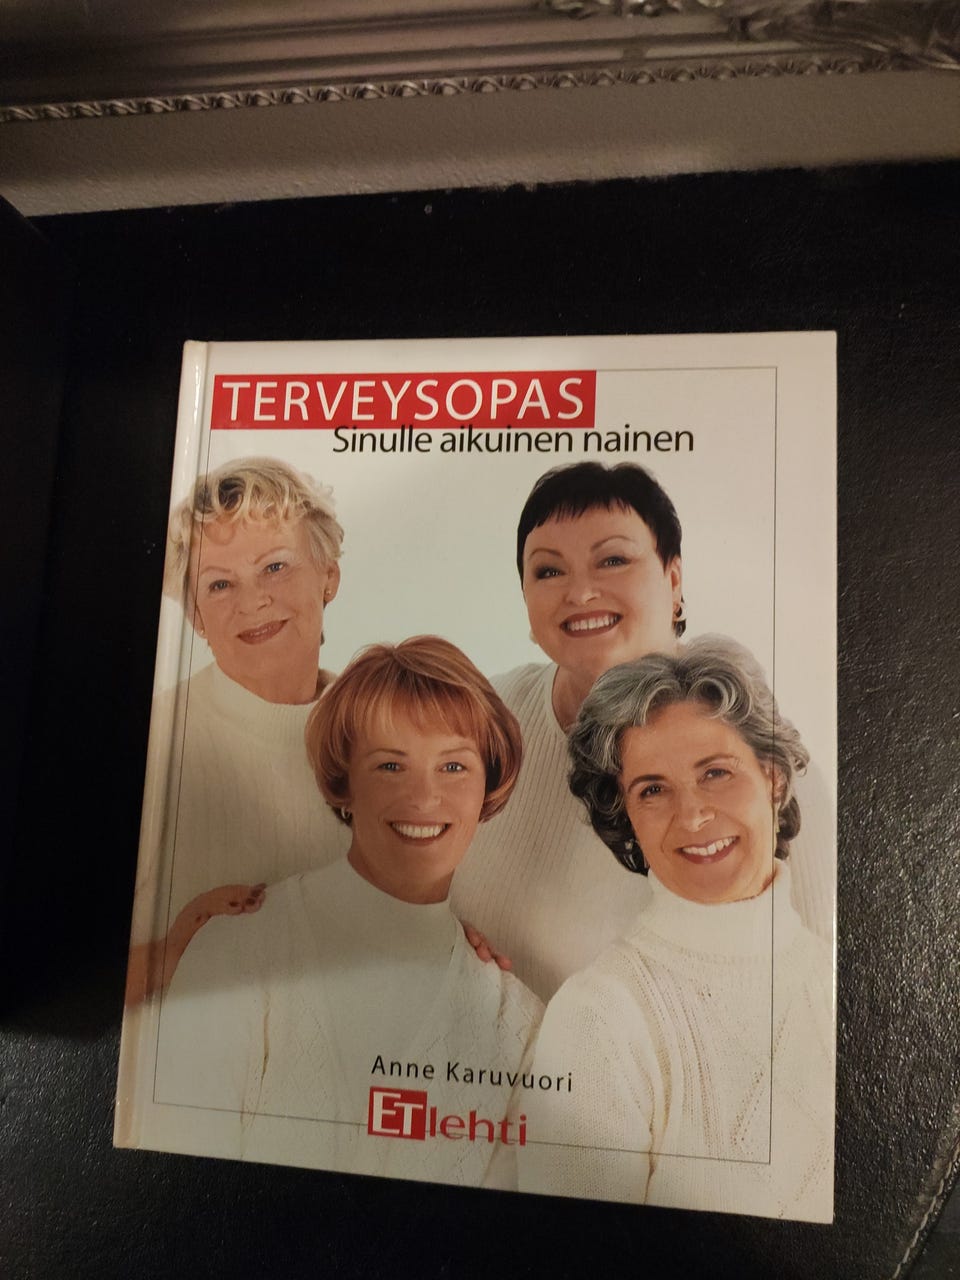 TERVEYSOPAS
Sinulle aikuinen nainen
Anne Karuvuori
ETlehti